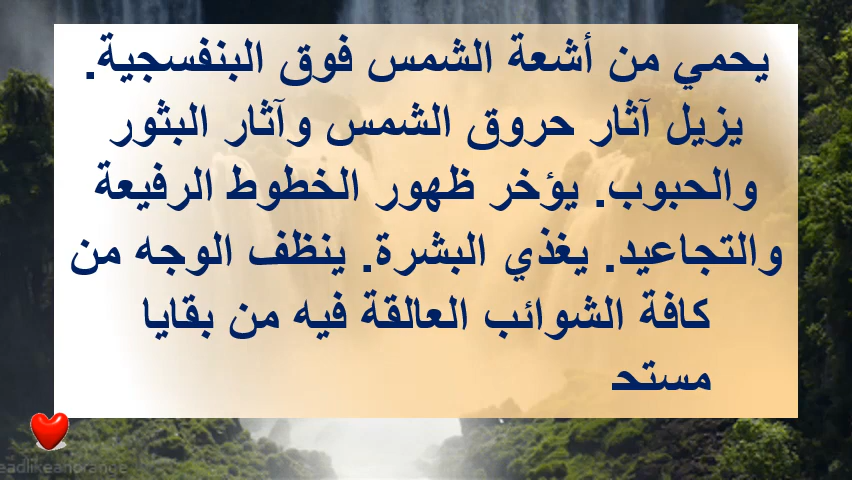 يحمي من أشعة الشمس فوق البنفسجية.
يزيل آثار حروق الشمس وآثار البثور
والحبوب. يؤخر ظهور الخطوط الرفيعة
والتجاعيد. يغذي البشرة. ينظف الوجه من
كافة الشوائب العالقة فيه من بقايا
مستحـ
eadlikeanorange